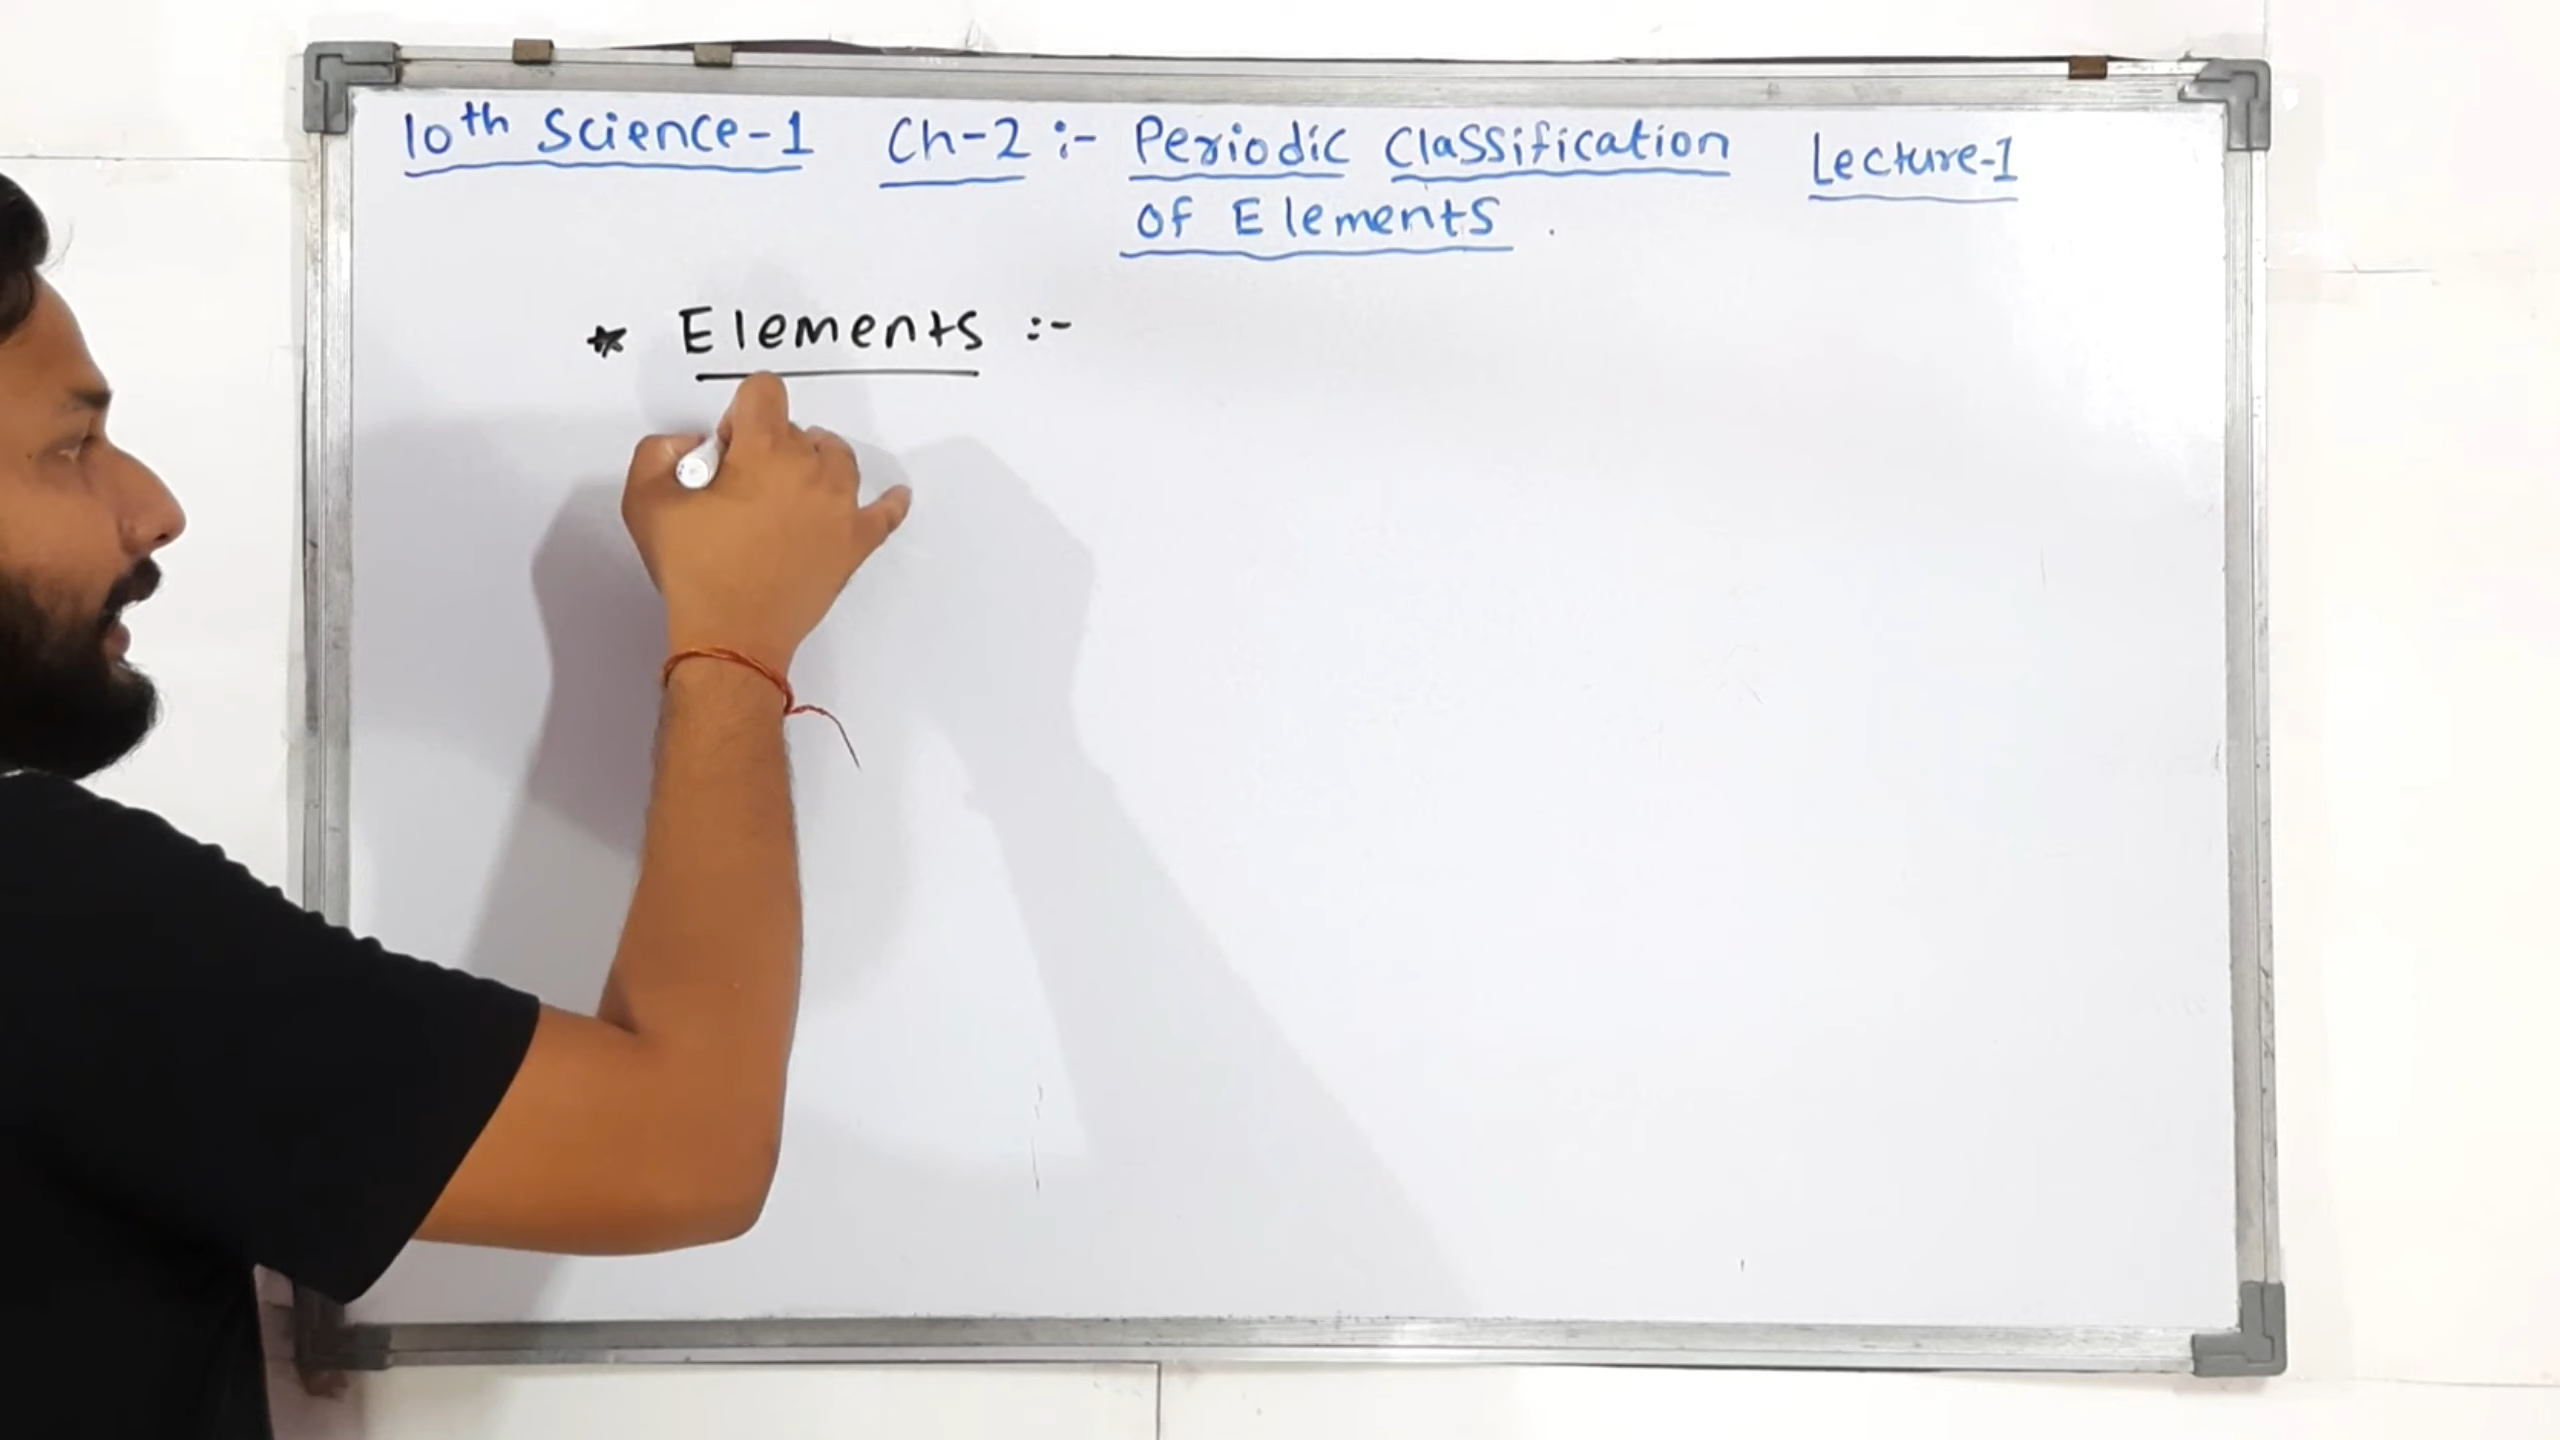 10th Science-1 Ch-2 :- Periodic Classification Lecture-1
of Elements .
* Elements :-